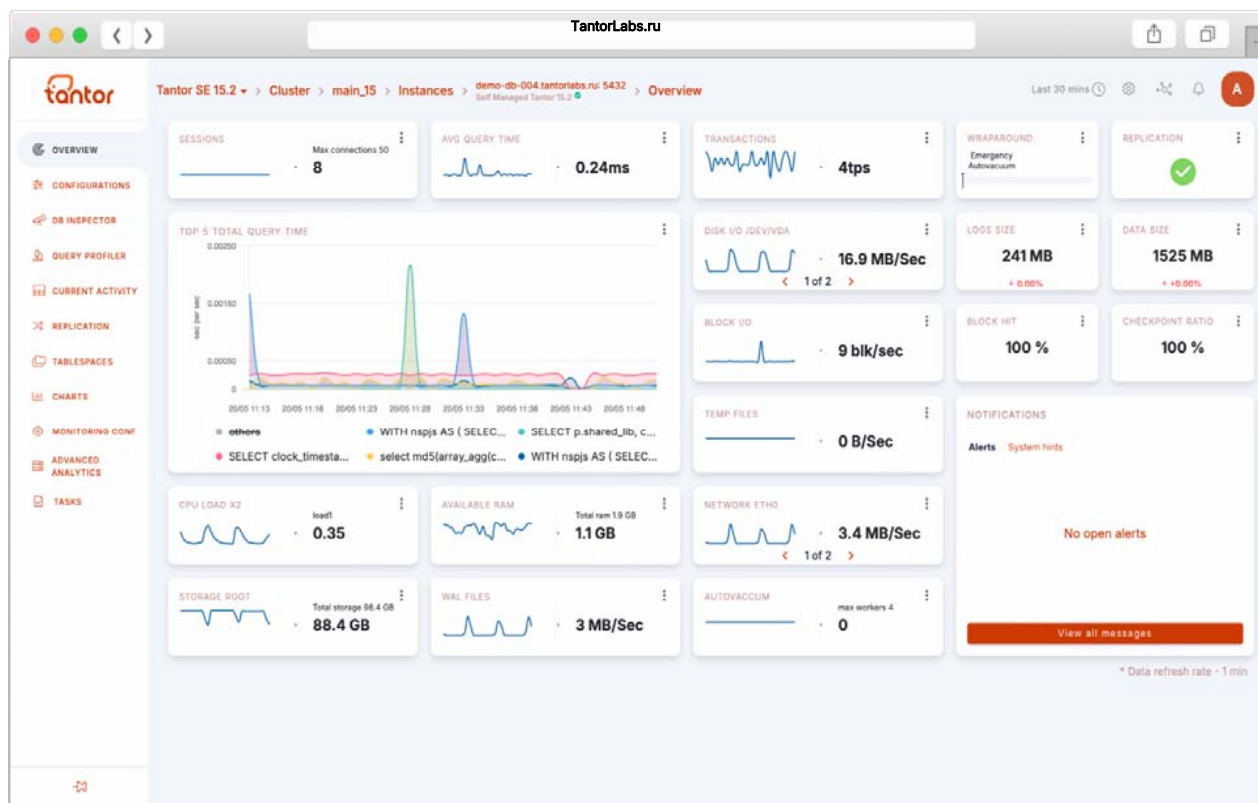 TantorLabs.ru
tantor
Tantor SE 15.2 > Cluster > main_15 > Instances > demo-db-004.tantorlabs.ru: 5432 > Overview
Self Managed Tantor 15.2
Last 30 mins
A
OVERVIEW
CONFIGURATIONS
DB INSPECTOR
QUERY PROFILER
CURRENT ACTIVITY
REPLICATION
TABLESPACES
CHARTS
MONITORING CONF
ADVANCED
ANALYTICS
TASKS
SESSIONS
Max connections 50
8
AVG QUERY TIME
0.24ms
TRANSACTIONS
4tps
WRAPAROUND
Emergency
Autovacuum
REPLICATION
TOP 5 TOTAL QUERY TIME
0.00250
0.00150
0.00050
0
sec per sec
20/05 11:13 20/05 11:18 20/05 11:23 20/05 11:28 20/05 11:33 20/05 11:38 20/05 11:43 20/05 11:48
others
WITH nspjs AS ( SELEC...
SELECT p.shared_lib, c...
SELECT clock_timesta...
select md5(array_agg(c...
WITH nspjs AS ( SELEC...
DISK I/O /DEV/VDA
16.9 MB/Sec
< 1 of 2 >
LOGS SIZE
241 MB
+ 0.00%
DATA SIZE
1525 MB
+ +0.00%
BLOCK I/O
9 blk/sec
BLOCK HIT
100 %
CHECKPOINT RATIO
100 %
TEMP FILES
0 B/Sec
NOTIFICATIONS
Alerts System hints
No open alerts
View all messages
CPU LOAD X2
load1
0.35
AVAILABLE RAM
Total ram 1.9 GB
1.1 GB
NETWORK ETH0
3.4 MB/Sec
< 1 of 2 >
STORAGE ROOT
Total storage 98.4 GB
88.4 GB
WAL FILES
3 MB/Sec
AUTOVACCUM
max workers 4
0
* Data refresh rate - 1 min